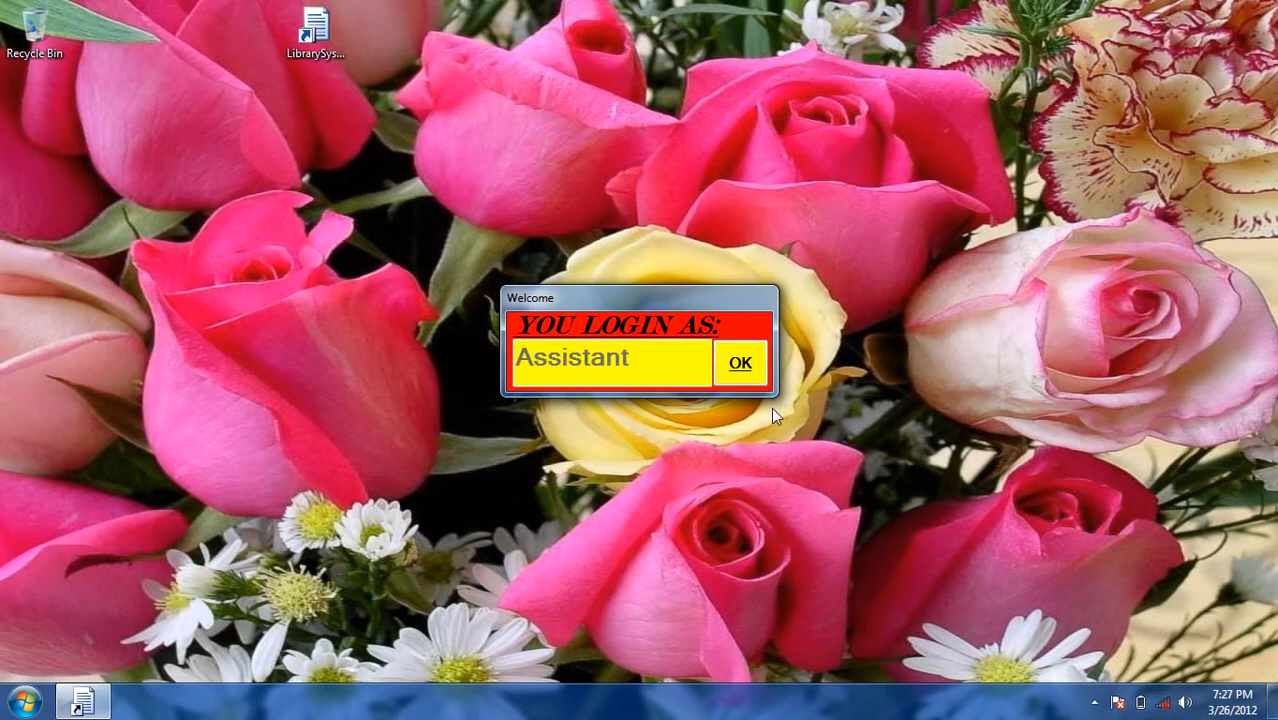 Recycle Bin
LibrarySys...
Welcome
YOU LOGIN AS:
Assistant
OK
7:27 PM
3/26/2012